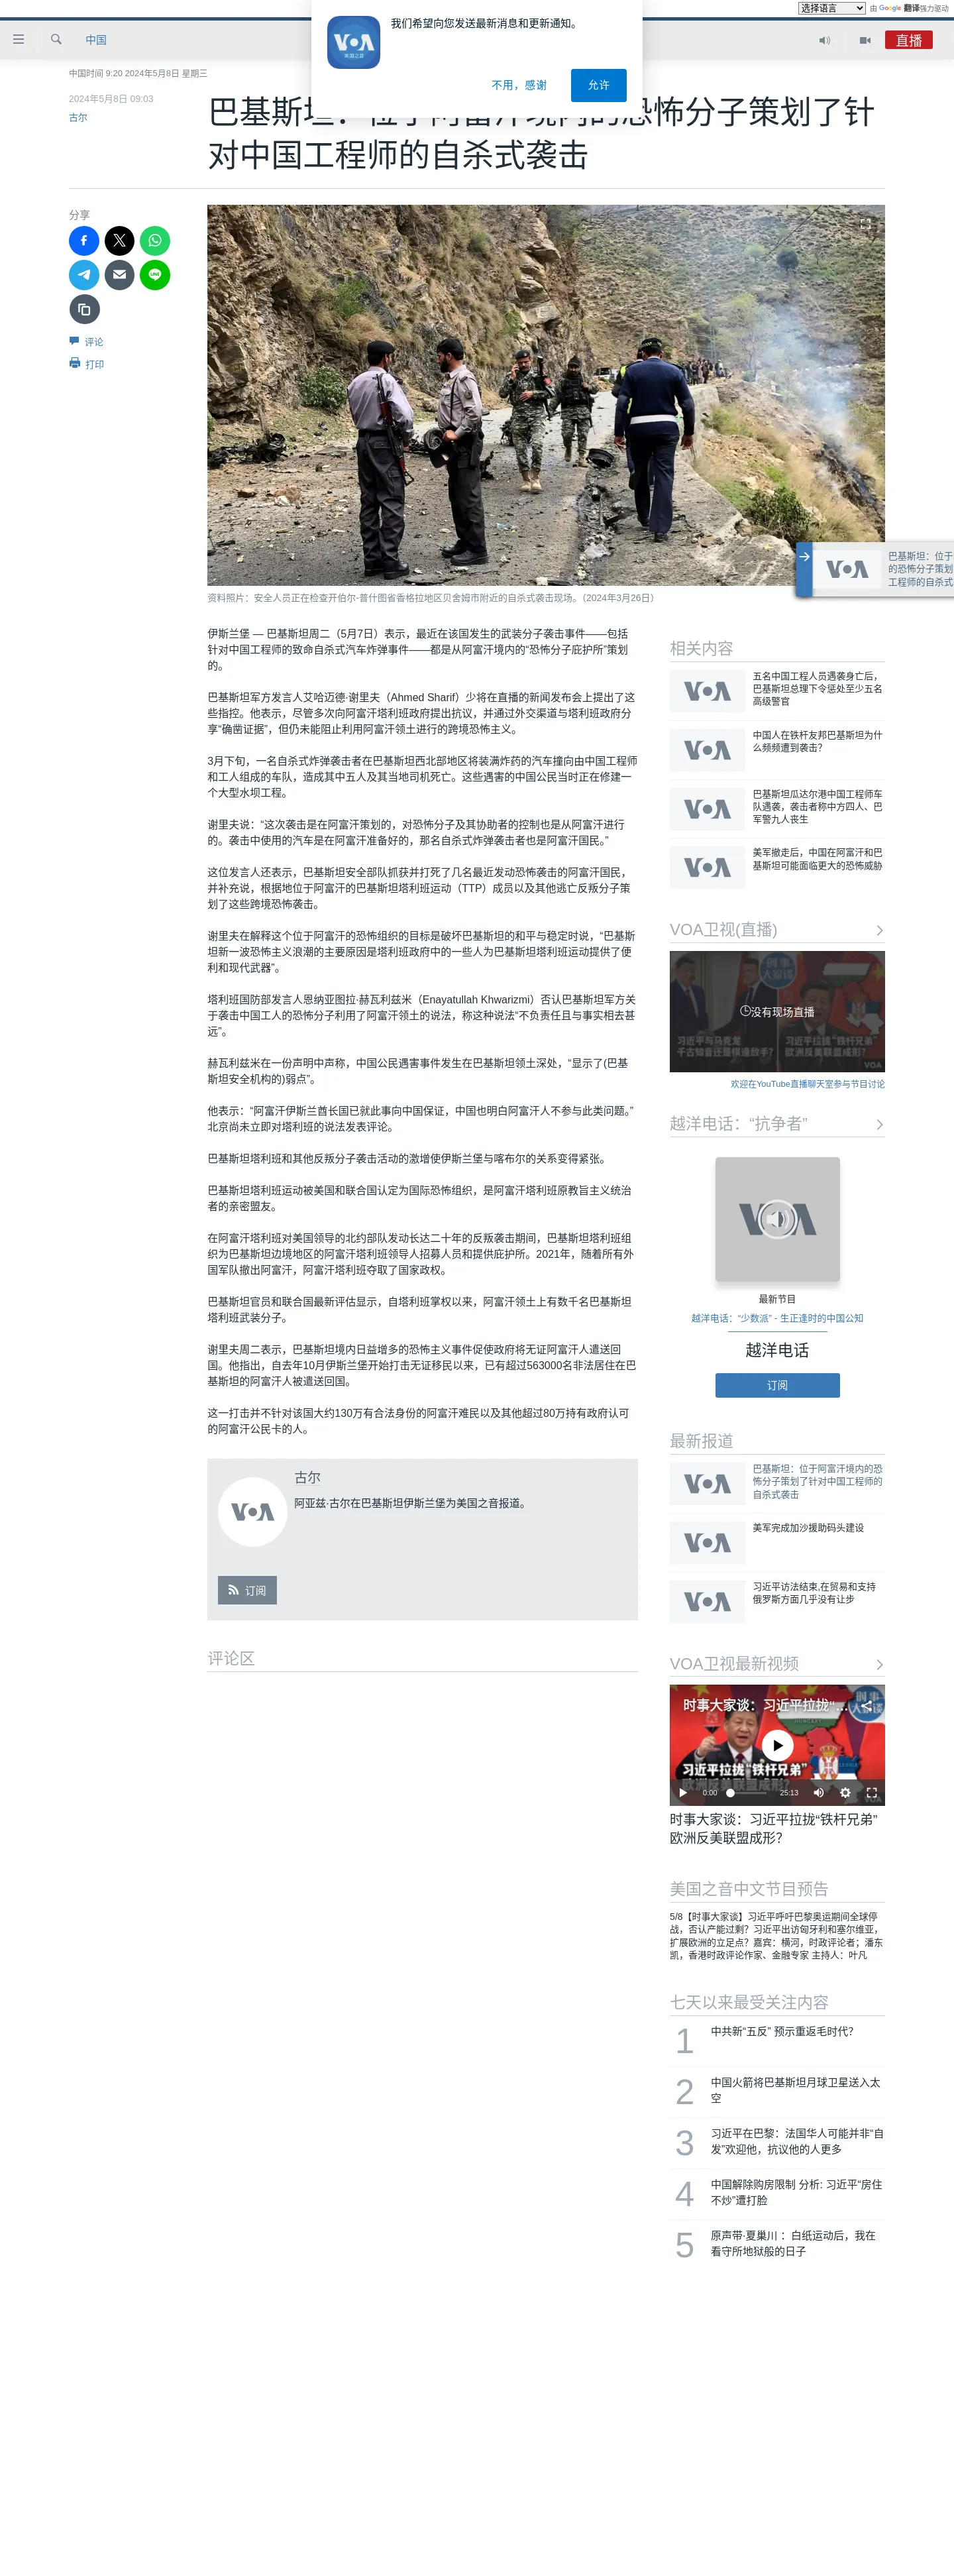 选择语言
由 Google 翻译强力驱动
中国
直播
VOA
美国之音
我们希望向您发送最新消息和更新通知。
不用，感谢
允许
中国时间 9:20 2024年5月8日 星期三
2024年5月8日 09:03
古尔
巴基斯坦：位于阿富汗境内的恐怖分子策划了针
对中国工程师的自杀式袭击
分享
评论
打印
资料照片：安全人员正在检查开伯尔-普什图省香格拉地区贝舍姆市附近的自杀式袭击现场。（2024年3月26日）
VOA
巴基斯坦：位于
的恐怖分子策划
工程师的自杀式
伊斯兰堡 — 巴基斯坦周二（5月7日）表示，最近在该国发生的武装分子袭击事件——包括
针对中国工程师的致命自杀式汽车炸弹事件——都是从阿富汗境内的“恐怖分子庇护所”策划
的。
巴基斯坦军方发言人艾哈迈德·谢里夫（Ahmed Sharif）少将在直播的新闻发布会上提出了这
些指控。他表示，尽管多次向阿富汗塔利班政府提出抗议，并通过外交渠道与塔利班政府分
享“确凿证据”，但仍未能阻止利用阿富汗领土进行的跨境恐怖主义。
3月下旬，一名自杀式炸弹袭击者在巴基斯坦西北部地区将装满炸药的汽车撞向由中国工程师
和工人组成的车队，造成其中五人及其当地司机死亡。这些遇害的中国公民当时正在修建一
个大型水坝工程。
谢里夫说：“这次袭击是在阿富汗策划的，对恐怖分子及其协助者的控制也是从阿富汗进行
的。袭击中使用的汽车是在阿富汗准备好的，那名自杀式炸弹袭击者也是阿富汗国民。”
这位发言人还表示，巴基斯坦安全部队抓获并打死了几名最近发动恐怖袭击的阿富汗国民，
并补充说，根据地位于阿富汗的巴基斯坦塔利班运动（TTP）成员以及其他逃亡反叛分子策
划了这些跨境恐怖袭击。
谢里夫在解释这个位于阿富汗的恐怖组织的目标是破坏巴基斯坦的和平与稳定时说，“巴基斯
坦新一波恐怖主义浪潮的主要原因是塔利班政府中的一些人为巴基斯坦塔利班运动提供了便
利和现代武器”。
塔利班国防部发言人恩纳亚图拉·赫瓦利兹米（Enayatullah Khwarizmi）否认巴基斯坦军方关
于袭击中国工人的恐怖分子利用了阿富汗领土的说法，称这种说法“不负责任且与事实相去甚
远”。
赫瓦利兹米在一份声明中声称，中国公民遇害事件发生在巴基斯坦领土深处，“显示了(巴基
斯坦安全机构的)弱点”。
他表示：“阿富汗伊斯兰酋长国已就此事向中国保证，中国也明白阿富汗人不参与此类问题。”
北京尚未立即对塔利班的说法发表评论。
巴基斯坦塔利班和其他反叛分子袭击活动的激增使伊斯兰堡与喀布尔的关系变得紧张。
巴基斯坦塔利班运动被美国和联合国认定为国际恐怖组织，是阿富汗塔利班原教旨主义统治
者的亲密盟友。
在阿富汗塔利班对美国领导的北约部队发动长达二十年的反叛袭击期间，巴基斯坦塔利班组
织为巴基斯坦边境地区的阿富汗塔利班领导人招募人员和提供庇护所。2021年，随着所有外
国军队撤出阿富汗，阿富汗塔利班夺取了国家政权。
巴基斯坦官员和联合国最新评估显示，自塔利班掌权以来，阿富汗领土上有数千名巴基斯坦
塔利班武装分子。
谢里夫周二表示，巴基斯坦境内日益增多的恐怖主义事件促使政府将无证阿富汗人遣送回
国。他指出，自去年10月伊斯兰堡开始打击无证移民以来，已有超过563000名非法居住在巴
基斯坦的阿富汗人被遣送回国。
这一打击并不针对该国大约130万有合法身份的阿富汗难民以及其他超过80万持有政府认可
的阿富汗公民卡的人。
VOA
古尔
阿亚兹·古尔在巴基斯坦伊斯兰堡为美国之音报道。
订阅
评论区
相关内容
VOA
五名中国工程人员遇袭身亡后，
巴基斯坦总理下令惩处至少五名
高级警官
VOA
中国人在铁杆友邦巴基斯坦为什
么频频遭到袭击？
VOA
巴基斯坦瓜达尔港中国工程师车
队遇袭，袭击者称中方四人、巴
军警九人丧生
VOA
美军撤走后，中国在阿富汗和巴
基斯坦可能面临更大的恐怖威胁
VOA卫视(直播)
没有现场直播
VOA
欢迎在YouTube直播聊天室参与节目讨论
越洋电话：“抗争者”
VOA
最新节目
越洋电话：“少数派” - 生正逢时的中国公知
越洋电话
订阅
最新报道
VOA
巴基斯坦：位于阿富汗境内的恐
怖分子策划了针对中国工程师的
自杀式袭击
VOA
美军完成加沙援助码头建设
VOA
习近平访法结束,在贸易和支持
俄罗斯方面几乎没有让步
VOA卫视最新视频
时事大家谈：习近平拉拢“...
习近平拉拢“铁杆兄弟”
欧洲反美联盟成形?
0:00
25:13
时事大家谈：习近平拉拢“铁杆兄弟”
欧洲反美联盟成形？
美国之音中文节目预告
5/8【时事大家谈】习近平呼吁巴黎奥运期间全球停
战，否认产能过剩？习近平出访匈牙利和塞尔维亚，
扩展欧洲的立足点？嘉宾：横河，时政评论者；潘东
凯，香港时政评论作家、金融专家 主持人：叶凡
七天以来最受关注内容
1
中共新“五反” 预示重返毛时代？
2
中国火箭将巴基斯坦月球卫星送入太
空
3
习近平在巴黎：法国华人可能并非“自
发”欢迎他，抗议他的人更多
4
中国解除购房限制 分析: 习近平“房住
不炒”遭打脸
5
原声带·夏巢川 ：白纸运动后，我在
看守所地狱般的日子